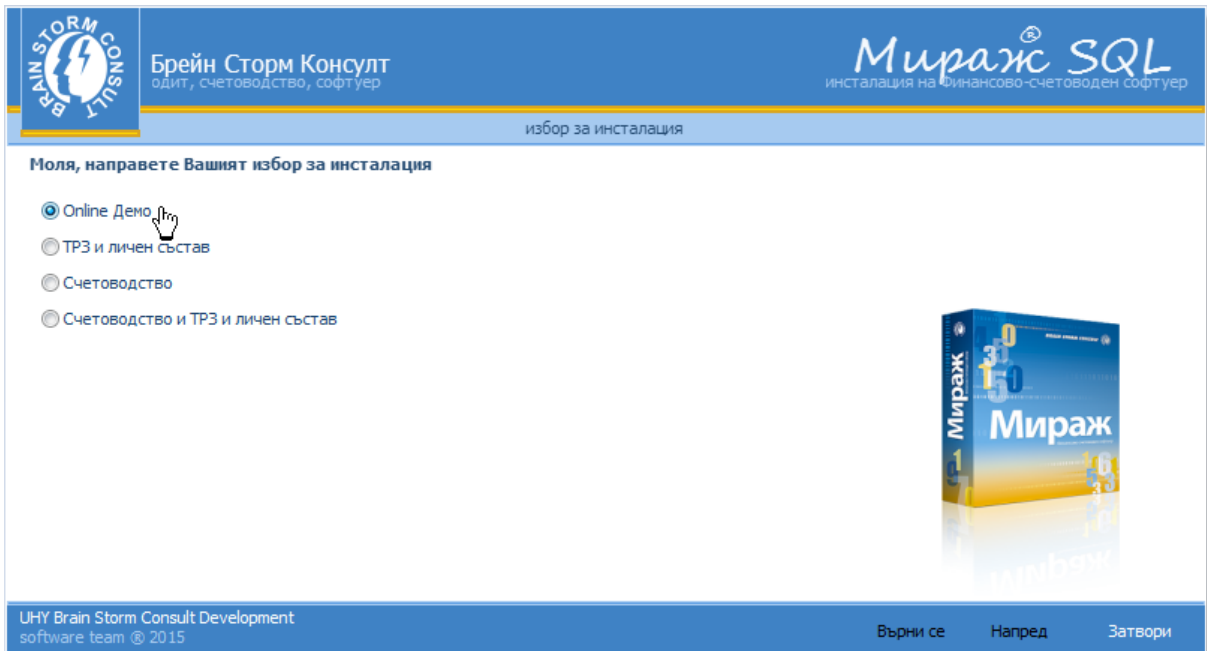 BRAIN STORM CONSULT
Брейн Сторм Консулт
одит, счетоводство, софтуер
Мираж® SQL
инсталация на Финансово-счетоводен софтуер
избор за инсталация
Моля, направете Вашият избор за инсталация
Online Демо
ТРЗ и личен състав
Счетоводство
Счетоводство и ТРЗ и личен състав
Мираж
Мираж
UHY Brain Storm Consult Development
software team ® 2015
Върни се Напред Затвори